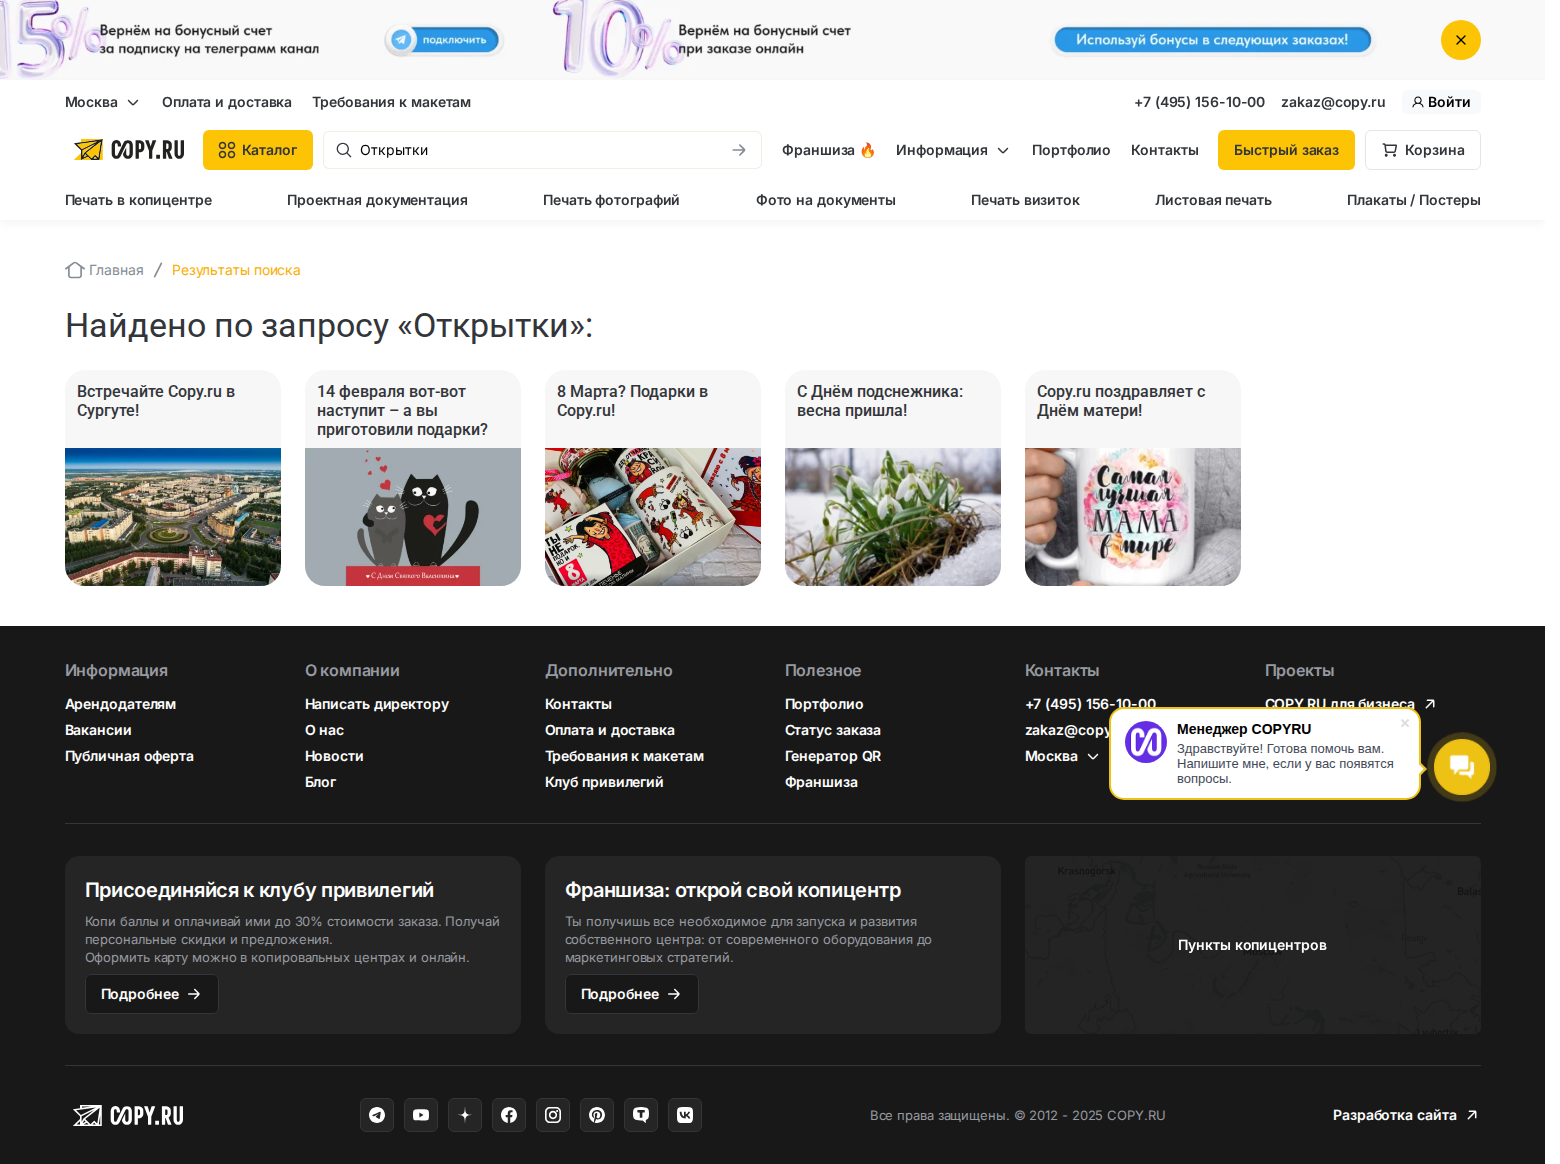 15%
Вернём на бонусный счет
за подписку на телеграмм канал
подключить
10%
Вернём на бонусный счет
при заказе онлайн
Используй бонусы в следующих заказах!
Москва
Оплата и доставка
Требования к макетам
+7 (495) 156-10-00
zakaz@copy.ru
Войти
COPY.RU
Каталог
Открытки
Франшиза
Информация
Портфолио
Контакты
Быстрый заказ
Корзина
Печать в копицентре
Проектная документация
Печать фотографий
Фото на документы
Печать визиток
Листовая печать
Плакаты / Постеры
Главная / Результаты поиска
Найдено по запросу «Открытки»:
Встречайте Copy.ru в
Сургуте!
14 февраля вот-вот
наступит – а вы
приготовили подарки?
С Днем Святого Валентина
8 Марта? Подарки в
Copy.ru!
ТЫ НЕ
ПОДАРОК
НО И
8
С Днём подснежника:
весна пришла!
Copy.ru поздравляет с
Днём матери!
Самая
лучшая
МАМА
в мире
Информация
Арендодателям
Вакансии
Публичная оферта
О компании
Написать директору
О нас
Новости
Блог
Дополнительно
Контакты
Оплата и доставка
Требования к макетам
Клуб привилегий
Полезное
Портфолио
Статус заказа
Генератор QR
Франшиза
Контакты
+7 (495) 156-10-00
zakaz@copy
Москва
Проекты
COPY.RU для бизнеса
Менеджер COPYRU
Здравствуйте! Готова помочь вам.
Напишите мне, если у вас появятся
вопросы.
Присоединяйся к клубу привилегий
Копи баллы и оплачивай ими до 30% стоимости заказа. Получай
персональные скидки и предложения.
Оформить карту можно в копировальных центрах и онлайн.
Подробнее
Франшиза: открой свой копицентр
Ты получишь все необходимое для запуска и развития
собственного центра: от современного оборудования до
маркетинговых стратегий.
Подробнее
Krasnogorsk
Moscow
Пункты копицентров
COPY.RU
Все права защищены. © 2012 - 2025 COPY.RU
Разработка сайта